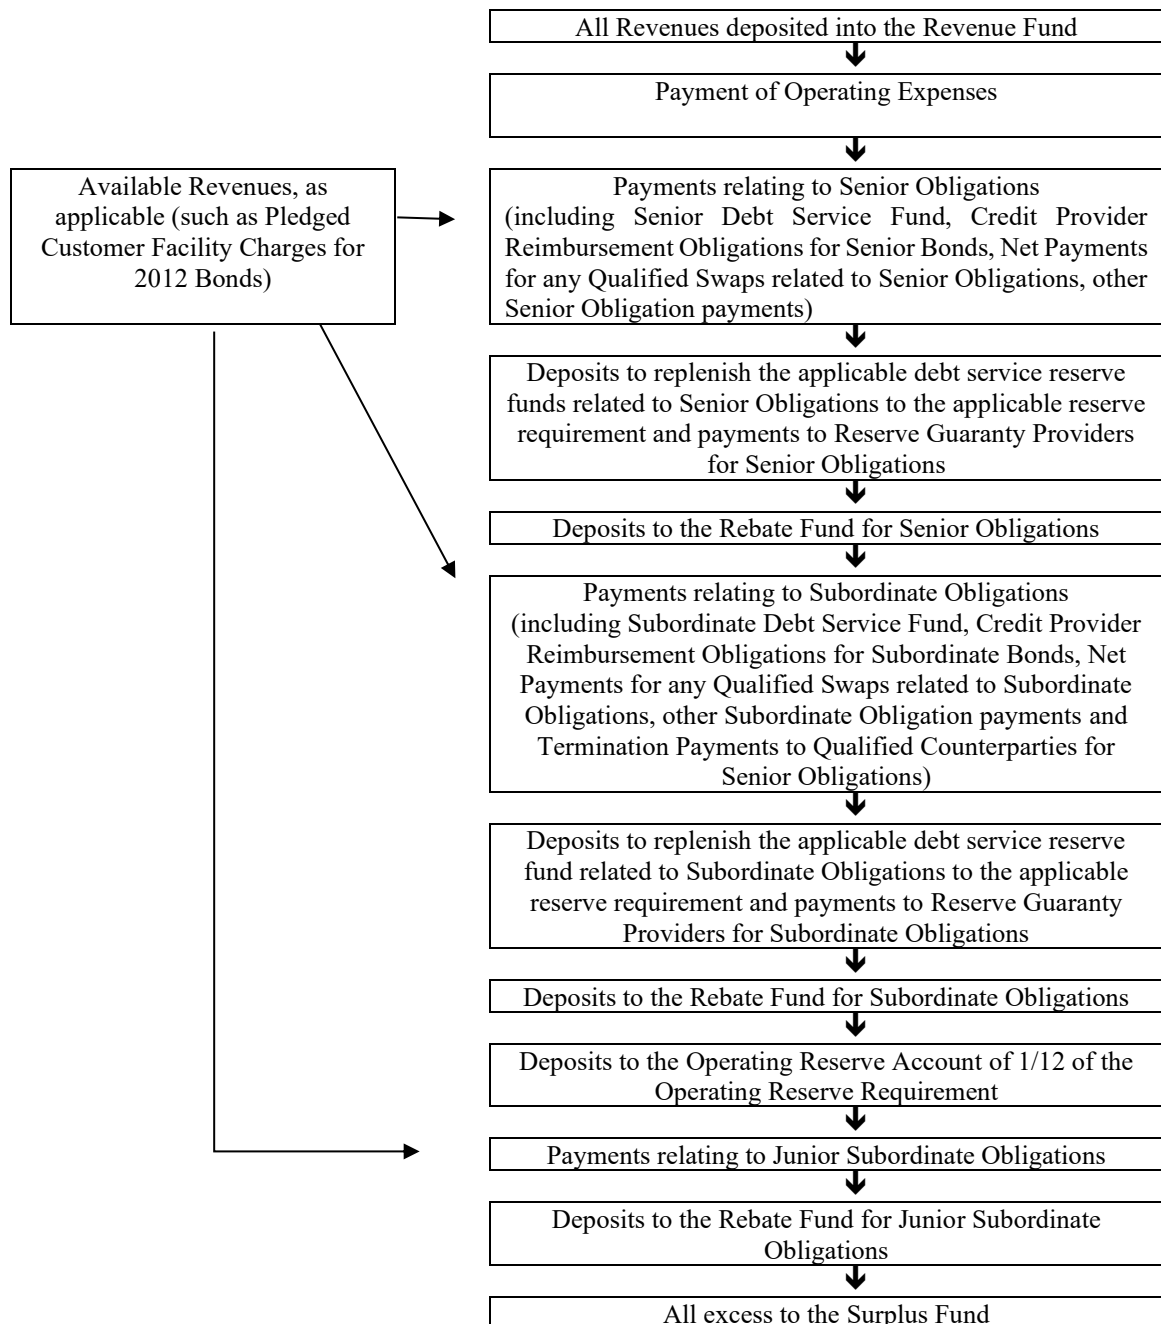 All Revenues deposited into the Revenue Fund
Payment of Operating Expenses
Available Revenues, as
applicable (such as Pledged
Customer Facility Charges for
2012 Bonds)
Payments relating to Senior Obligations
(including Senior Debt Service Fund, Credit Provider
Reimbursement Obligations for Senior Bonds, Net Payments
for any Qualified Swaps related to Senior Obligations, other
Senior Obligation payments)
Deposits to replenish the applicable debt service reserve
funds related to Senior Obligations to the applicable reserve
requirement and payments to Reserve Guaranty Providers
for Senior Obligations
Deposits to the Rebate Fund for Senior Obligations
Payments relating to Subordinate Obligations
(including Subordinate Debt Service Fund, Credit Provider
Reimbursement Obligations for Subordinate Bonds, Net
Payments for any Qualified Swaps related to Subordinate
Obligations, other Subordinate Obligation payments and
Termination Payments to Qualified Counterparties for
Senior Obligations)
Deposits to replenish the applicable debt service reserve
fund related to Subordinate Obligations to the applicable
reserve requirement and payments to Reserve Guaranty
Providers for Subordinate Obligations
Deposits to the Rebate Fund for Subordinate Obligations
Deposits to the Operating Reserve Account of 1/12 of the
Operating Reserve Requirement
Payments relating to Junior Subordinate Obligations
Deposits to the Rebate Fund for Junior Subordinate
Obligations
All excess to the Surplus Fund